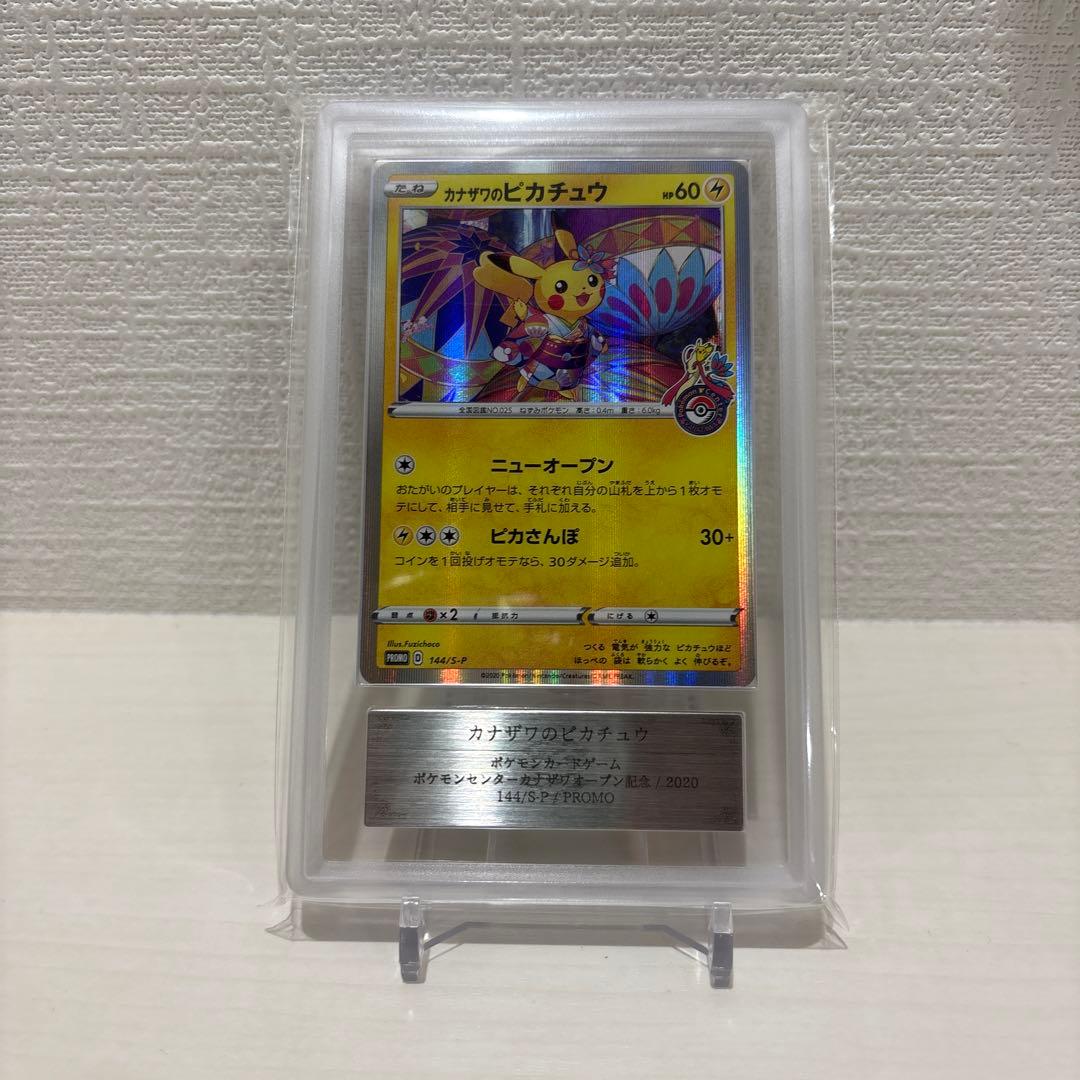 たね カナザワのピカチュウ HP60
Pokémon Center
全国図鑑NO.025 ねずみポケモン 高さ:0.4m 重さ:6.0kg
ニューオープン
おたがいのプレイヤーは、それぞれ自分の山札を上から1枚オモ
テにして、相手に見せて、手札に加える。
ピカさんぽ 30+
コインを1回投げオモテなら、30ダメージ追加。
弱点 ×2 抵抗力 にげる
Illus.Fuzichoco
つくる 電気が 強力な ピカチュウほど
ほっぺの 袋は 軟らかく よく 伸びるぞ。
PROMO D 144/S-P
©2020 Pokémon/Nintendo/Creatures/GAME FREAK.
カナザワのピカチュウ
ポケモンカードゲーム
ポケモンセンターカナザワオープン記念 / 2020
144/S-P / PROMO